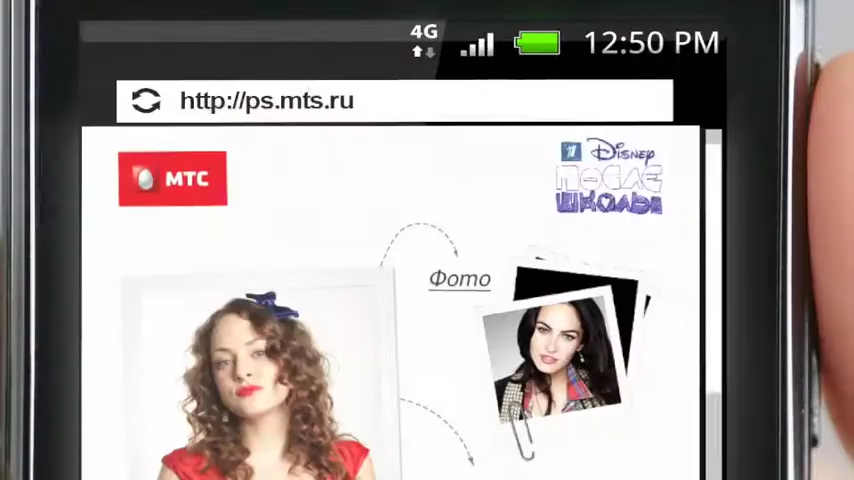 4G
12:50 PM
http://ps.mts.ru
МТС
Disney
ПОСЛЕ
ШКОЛЫ
Фото